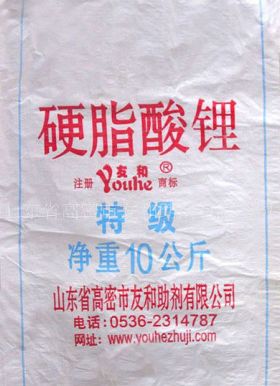 硬脂酸锂
友和
注册 Youhe ® 商标
特级
净重10公斤
山东省高密市友和助剂有限公司
电话:0536-2314787
网址:www.youhezhuji.com